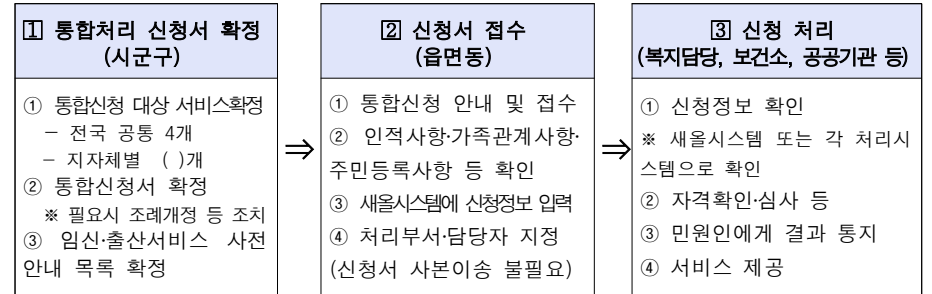 1 통합처리 신청서 확정
(시군구)
① 통합신청 대상 서비스확정
- 전국 공통 4개
- 지자체별 ( )개
② 통합신청서 확정
※ 필요시 조례개정 등 조치
③ 임신·출산서비스 사전
안내 목록 확정
⇒
2 신청서 접수
(읍면동)
① 통합신청 안내 및 접수
② 인적사항·가족관계사항·
주민등록사항 등 확인
③ 새올시스템에 신청정보 입력
④ 처리부서·담당자 지정
(신청서 사본이송 불필요)
⇒
3 신청 처리
(복지담당, 보건소, 공공기관 등)
① 신청정보 확인
※ 새올시스템 또는 각 처리시
스템으로 확인
② 자격확인·심사 등
③ 민원인에게 결과 통지
④ 서비스 제공